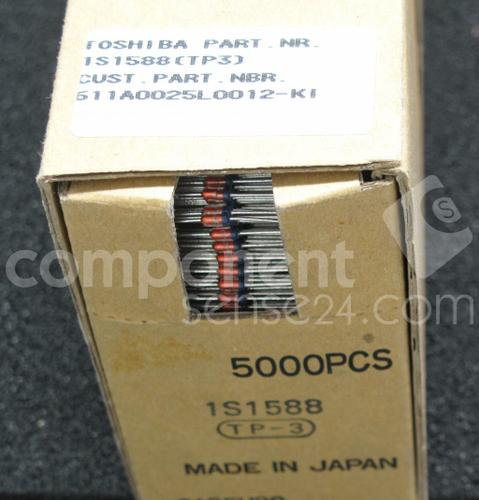 TOSHIBA PART.NR.
1S1588(TP3)
CUST.PART.NBR.
511A0025L0012-KI
component
sense24.com
5000PCS
1S1588
TP-3
MADE IN JAPAN